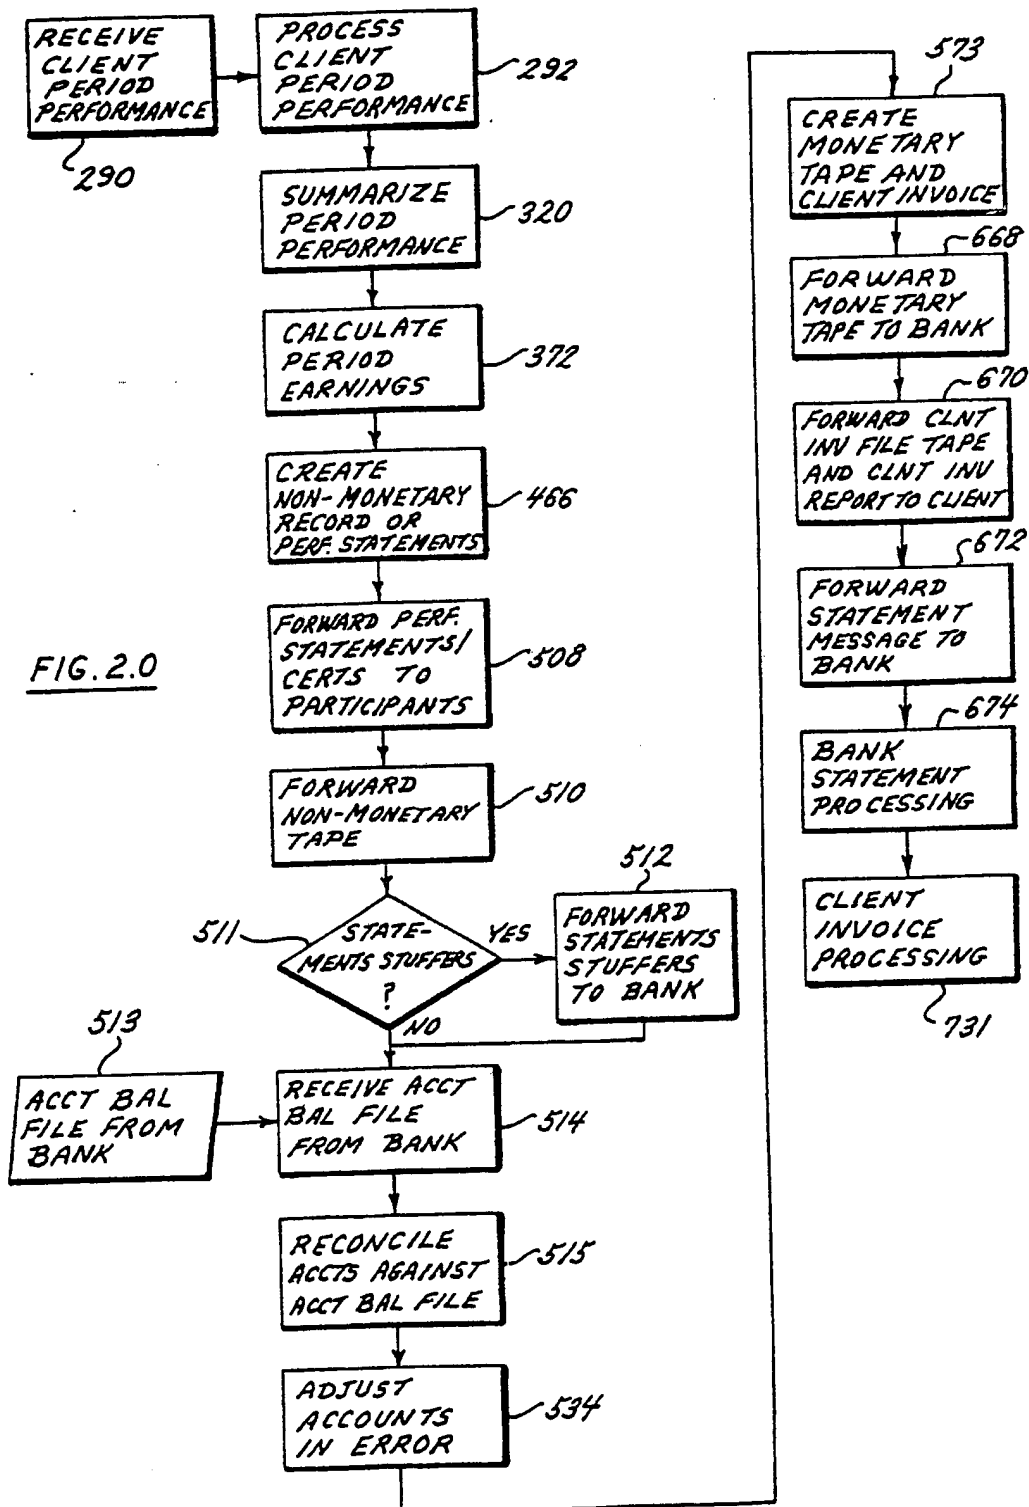 RECEIVE
CLIENT
PERIOD
PERFORMANCE
290
PROCESS
CLIENT
PERIOD
PERFORMANCE
292
SUMMARIZE
PERIOD
PERFORMANCE
320
CALCULATE
PERIOD
EARNINGS
372
CREATE
NON-MONETARY
RECORD OR
PERF. STATEMENTS
466
FORWARD PERF.
STATEMENTS/
CERTS TO
PARTICIPANTS
508
FIG. 2.0
FORWARD
NON-MONETARY
TAPE
510
511
STATE-
MENTS STUFFERS
?
YES
NO
512
FORWARD
STATEMENTS
STUFFERS
TO BANK
513
ACCT BAL
FILE FROM
BANK
RECEIVE ACCT
BAL FILE
FROM BANK
514
RECONCILE
ACCTS AGAINST
ACCT BAL FILE
515
ADJUST
ACCOUNTS
IN ERROR
534
573
CREATE
MONETARY
TAPE AND
CLIENT INVOICE
668
FORWARD
MONETARY
TAPE TO BANK
670
FORWARD CLNT
INV FILE TAPE
AND CLNT INV
REPORT TO CLIENT
672
FORWARD
STATEMENT
MESSAGE TO
BANK
674
BANK
STATEMENT
PROCESSING
CLIENT
INVOICE
PROCESSING
731